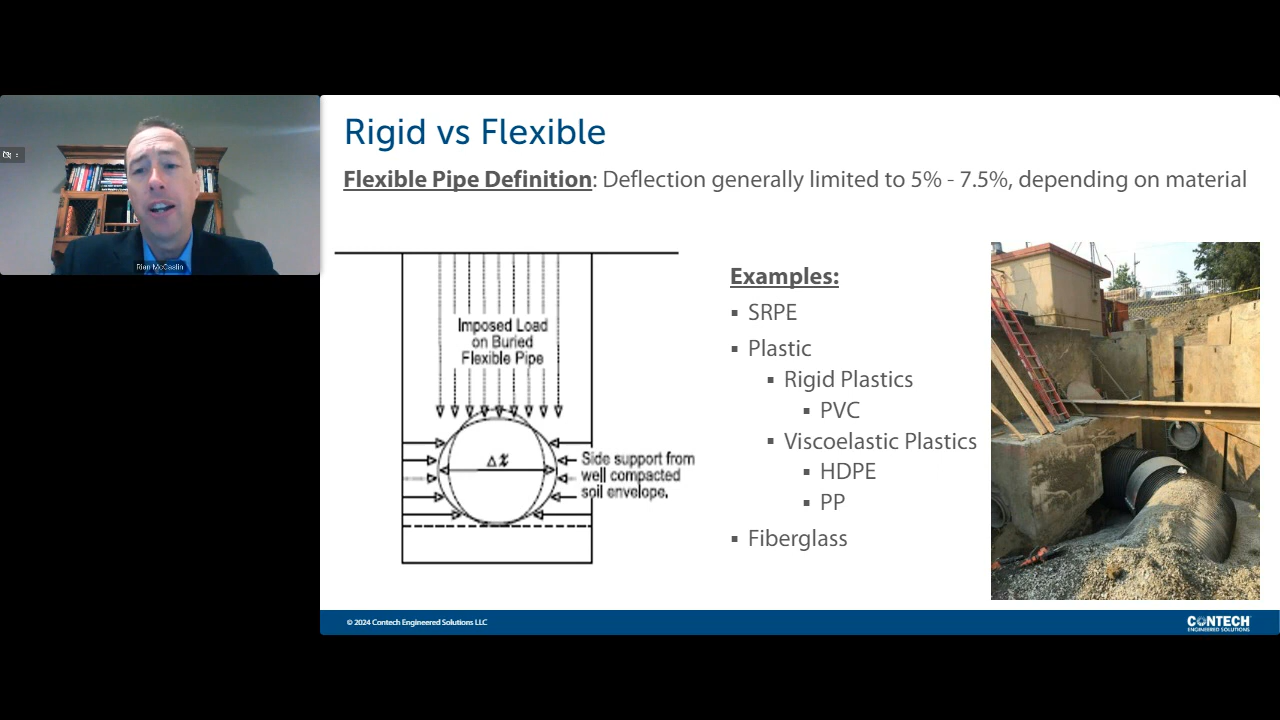 Rigid vs Flexible
Flexible Pipe Definition: Deflection generally limited to 5% - 7.5%, depending on material
Imposed Load
on Buried
Flexible Pipe
Δ X
Side support from
well compacted
soil envelope.
Examples:
▪ SRPE
▪ Plastic
▪ Rigid Plastics
▪ PVC
▪ Viscoelastic Plastics
▪ HDPE
▪ PP
▪ Fiberglass
Rien McCaslin
© 2024 Contech Engineered Solutions LLC
CONTECH
ENGINEERED SOLUTIONS